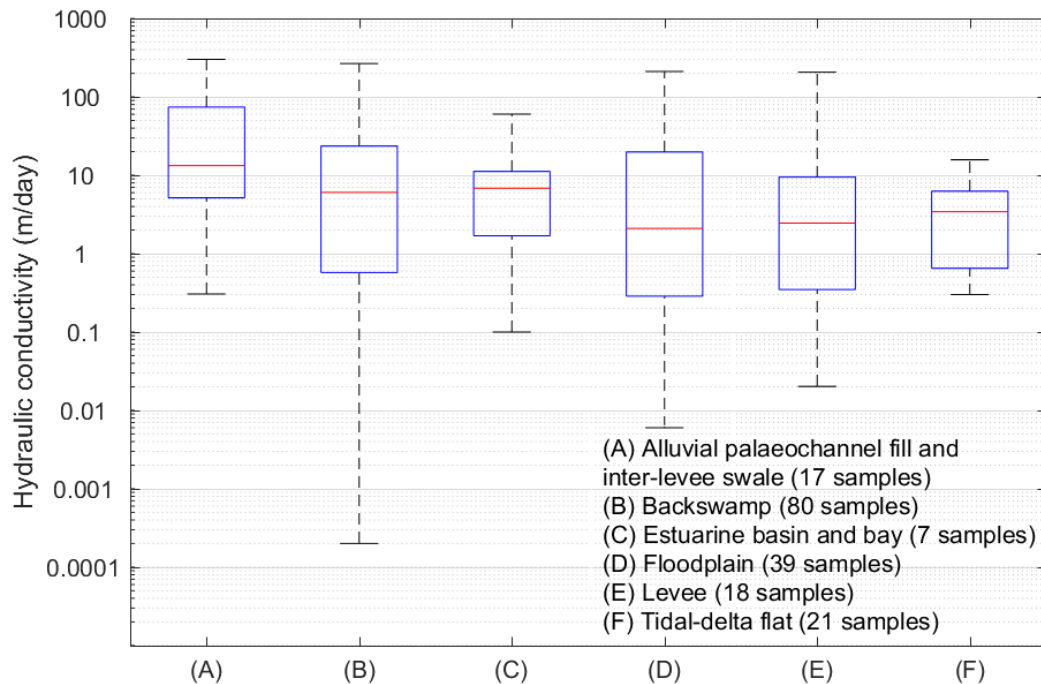 1000
100
10
1
0.1
0.01
0.001
0.0001
Hydraulic conductivity (m/day)
(A) Alluvial palaeochannel fill and
inter-levee swale (17 samples)
(B) Backswamp (80 samples)
(C) Estuarine basin and bay (7 samples)
(D) Floodplain (39 samples)
(E) Levee (18 samples)
(F) Tidal-delta flat (21 samples)
(A) (B) (C) (D) (E) (F)